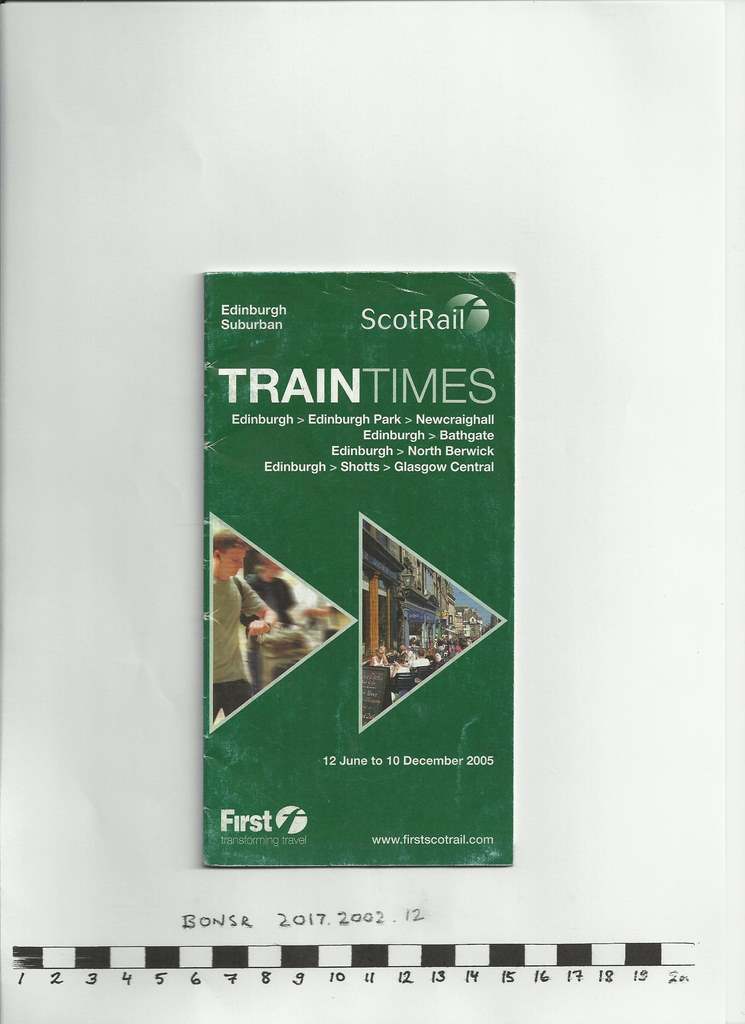 Edinburgh
Suburban
ScotRail
TRAINTIMES
Edinburgh > Edinburgh Park > Newcraighall
Edinburgh > Bathgate
Edinburgh > North Berwick
Edinburgh > Shotts > Glasgow Central
12 June to 10 December 2005
First
transforming travel
www.firstscotrail.com
BONSR 2017.2002.12
1 2 3 4 5 6 7 8 9 10 11 12 13 14 15 16 17 18 19